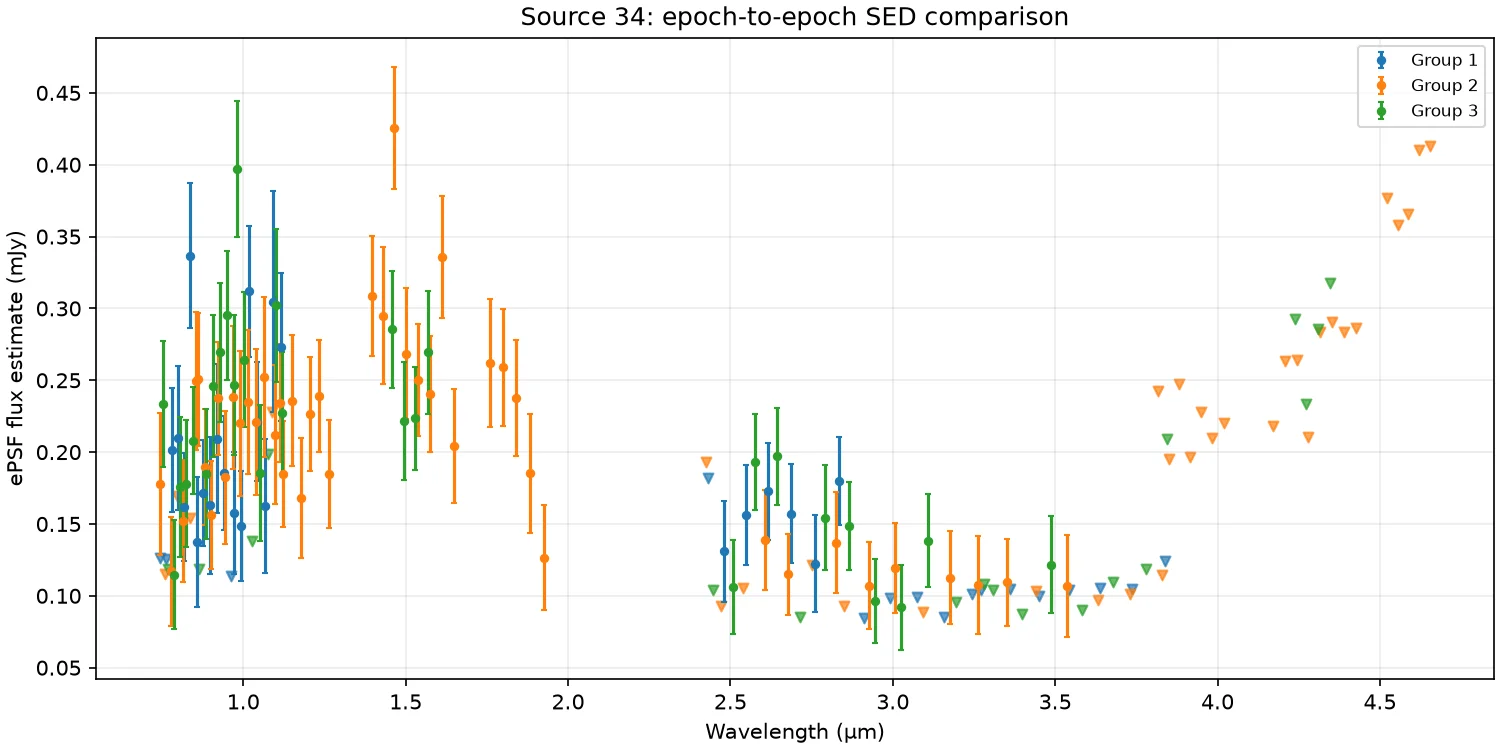 Source 34: epoch-to-epoch SED comparison
Group 1
Group 2
Group 3
ePSF flux estimate (mJy)
0.45
0.40
0.35
0.30
0.25
0.20
0.15
0.10
0.05
1.0 1.5 2.0 2.5 3.0 3.5 4.0 4.5
Wavelength (μm)